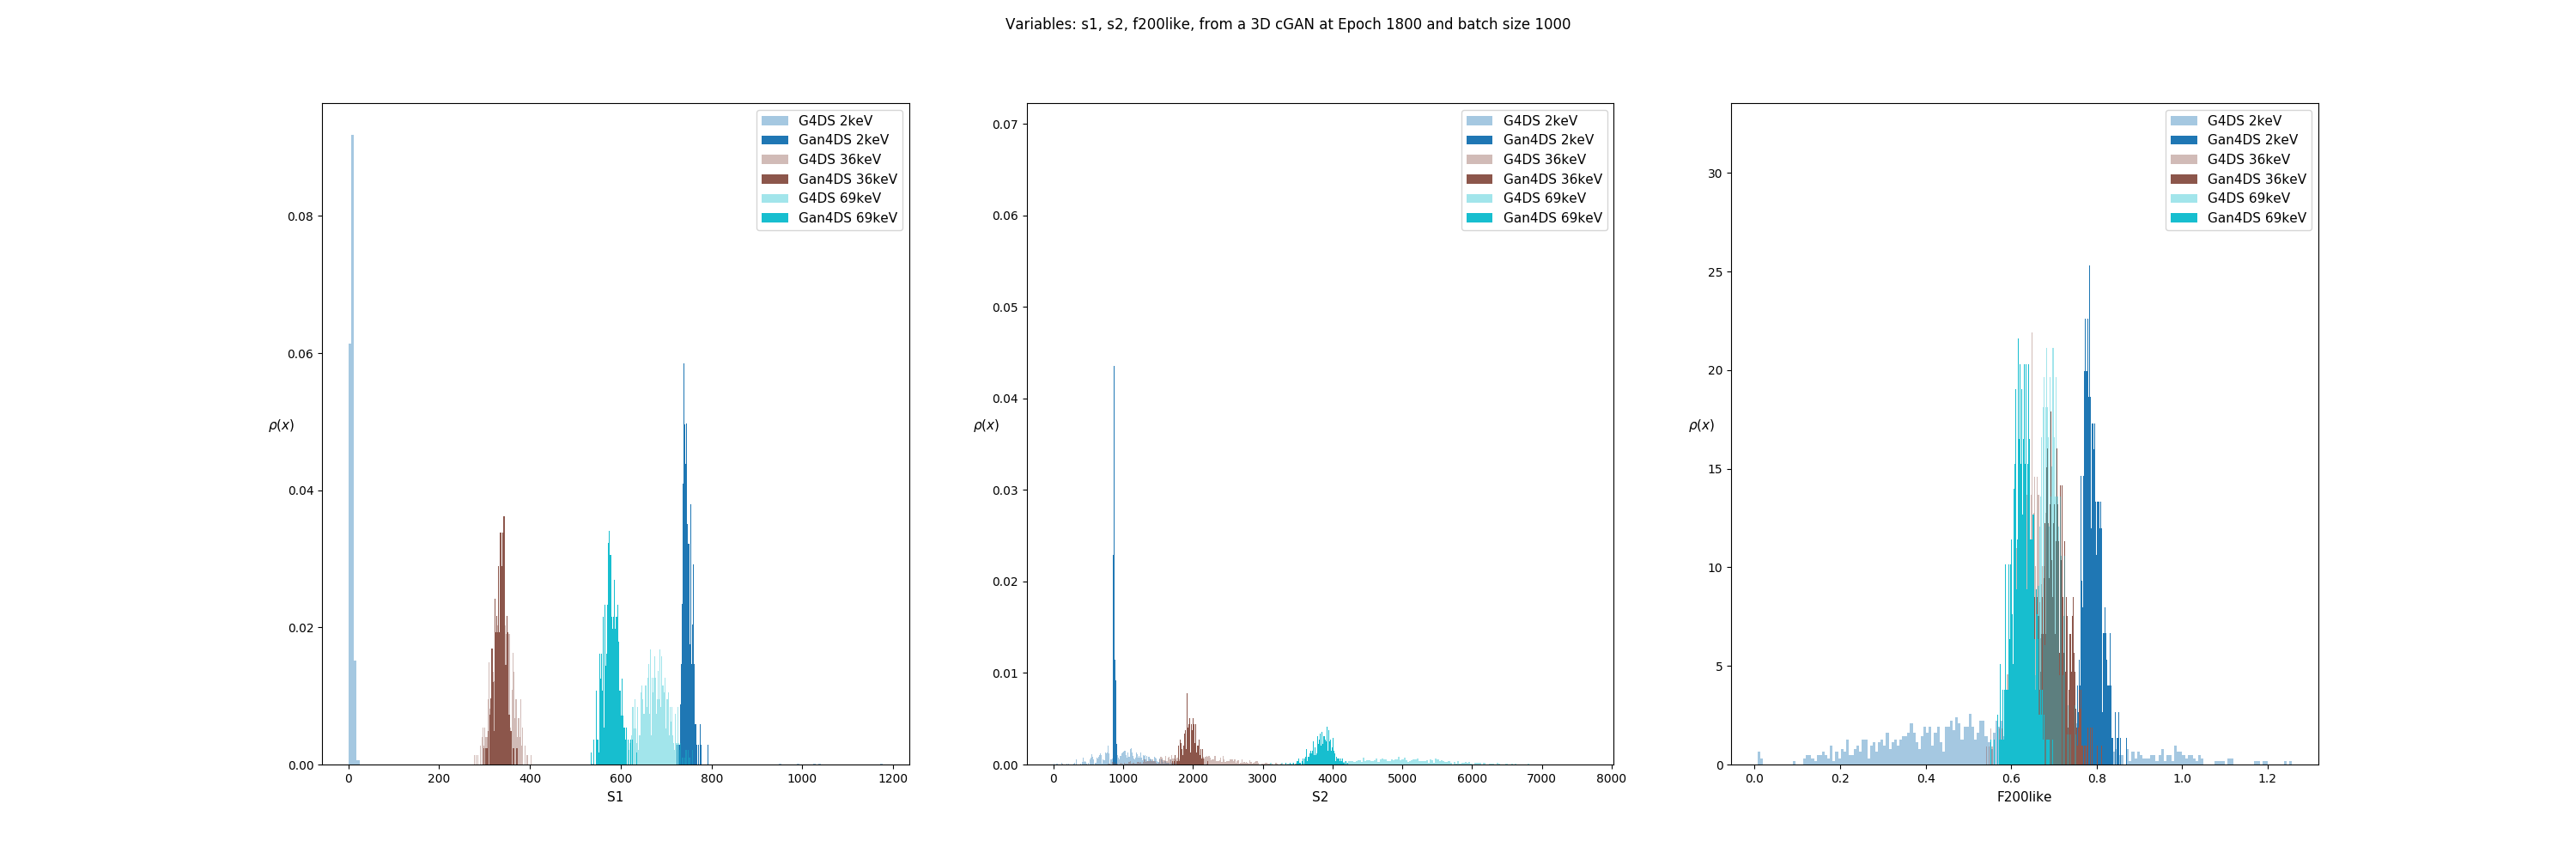 Variables: s1, s2, f200like, from a 3D cGAN at Epoch 1800 and batch size 1000
G4DS 2keV
Gan4DS 2keV
G4DS 36keV
Gan4DS 36keV
G4DS 69keV
Gan4DS 69keV
0.08
0.06
ρ(x)
0.04
0.02
0.00
0 200 400 600 800 1000 1200
S1
G4DS 2keV
Gan4DS 2keV
G4DS 36keV
Gan4DS 36keV
G4DS 69keV
Gan4DS 69keV
0.07
0.06
0.05
0.04
ρ(x)
0.03
0.02
0.01
0.00
0 1000 2000 3000 4000 5000 6000 7000 8000
S2
G4DS 2keV
Gan4DS 2keV
G4DS 36keV
Gan4DS 36keV
G4DS 69keV
Gan4DS 69keV
30
25
20
ρ(x)
15
10
5
0
0.0 0.2 0.4 0.6 0.8 1.0 1.2
F200like